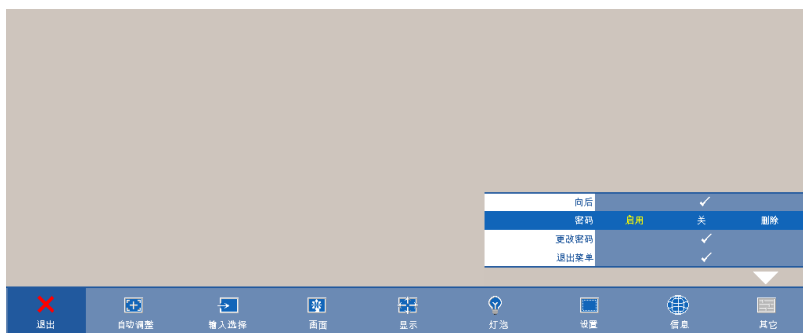 向后
密码 启用 关 删除
更改密码
退出菜单
退出 自动调整 输入选择 画面 显示 灯泡 设置 信息 其它